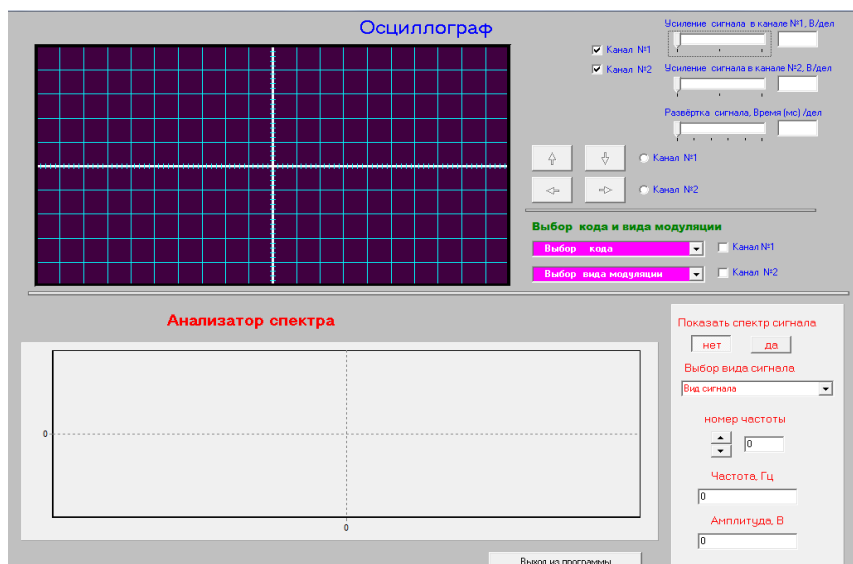 Осциллограф
Усиление сигнала в канале №1, В/дел
Канал №1
Канал №2
Усиление сигнала в канале №2, В/дел
Развёртка сигнала, Время (мс) /дел
Канал №1
Канал №2
Выбор кода и вида модуляции
Выбор кода
Канал №1
Выбор вида модуляции
Канал №2
Анализатор спектра
Показать спектр сигнала
нет да
Выбор вида сигнала
Вид сигнала
номер частоты
0
Частота, Гц
0
Амплитуда, В
0
0
0
Выход из программы